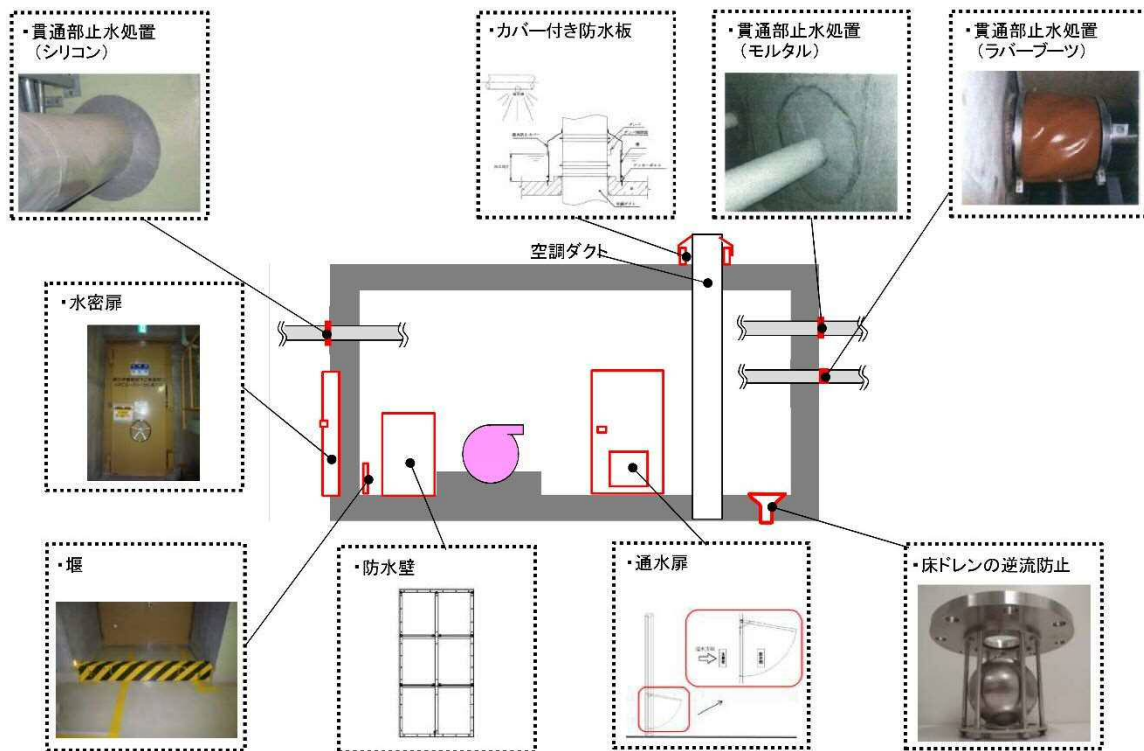 ・貫通部止水処置
(シリコン)
・カバー付き防水板
・貫通部止水処置
(モルタル)
・貫通部止水処置
(ラバーブーツ)
空調ダクト
・水密扉
・堰
・防水壁
・通水扉
・床ドレンの逆流防止